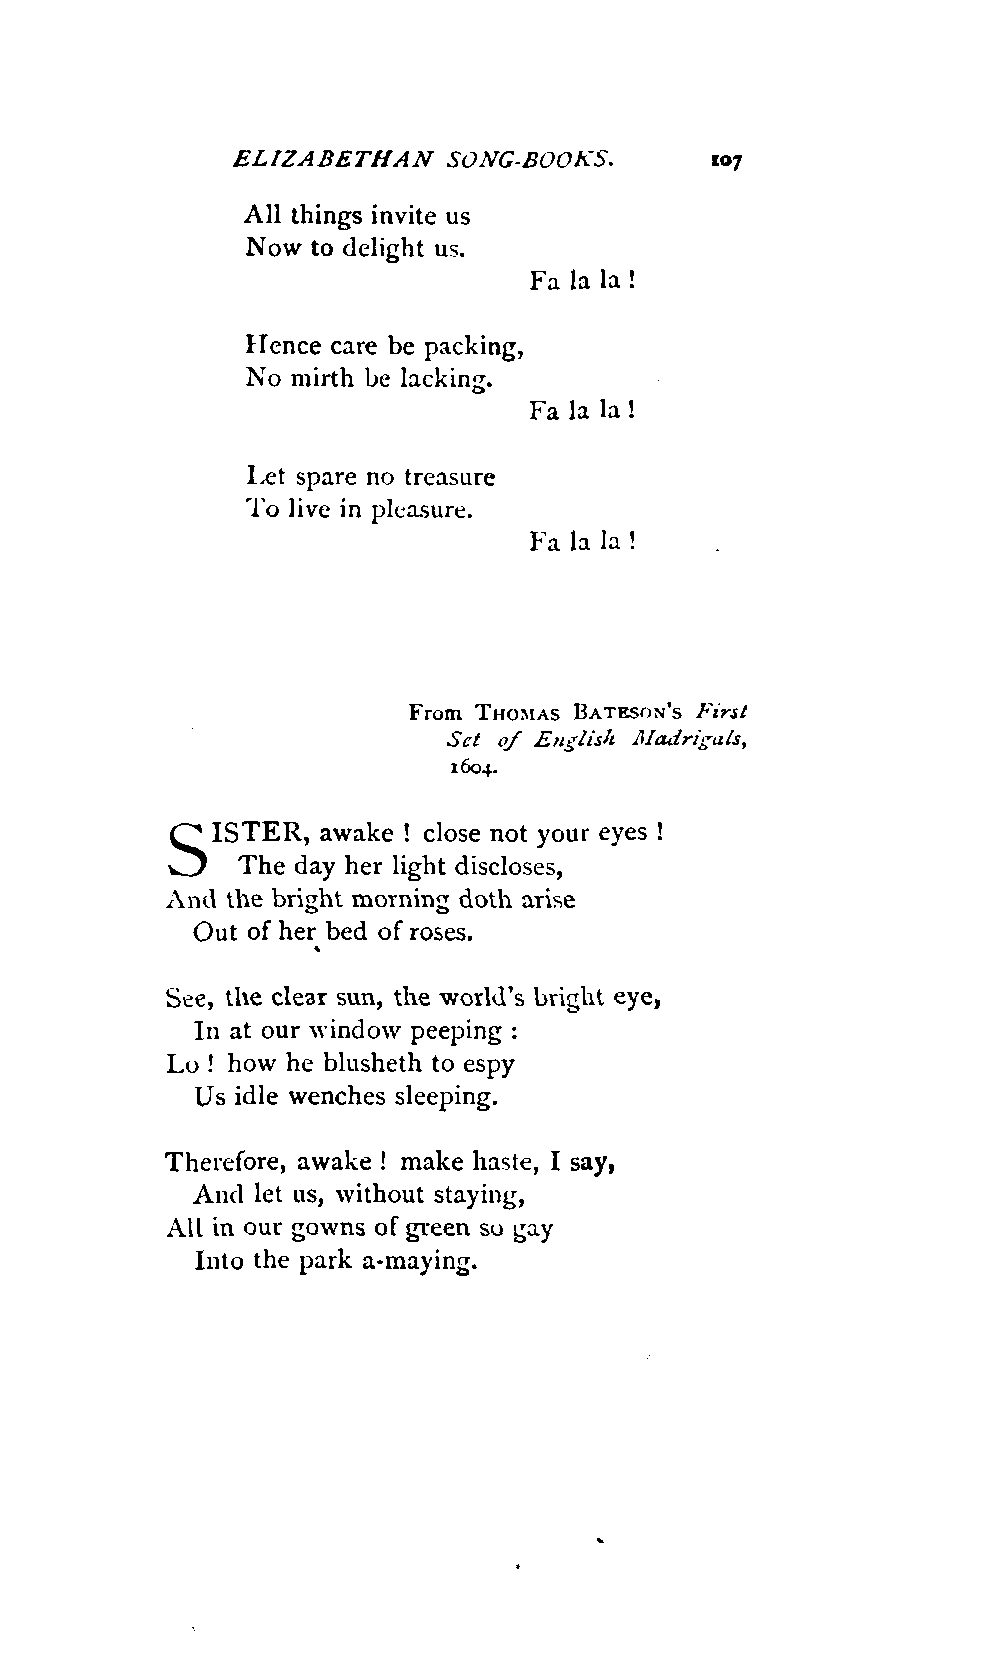 ELIZABETHAN SONG-BOOKS. 107
All things invite us
Now to delight us.
Fa la la !
Hence care be packing,
No mirth be lacking.
Fa la la !
Let spare no treasure
To live in pleasure.
Fa la la !
From THOMAS BATESON'S First
Set of English Madrigals,
1604.
SISTER, awake ! close not your eyes !
The day her light discloses,
And the bright morning doth arise
Out of her bed of roses.
See, the clear sun, the world's bright eye,
In at our window peeping :
Lo ! how he blusheth to espy
Us idle wenches sleeping.
Therefore, awake ! make haste, I say,
And let us, without staying,
All in our gowns of green so gay
Into the park a-maying.